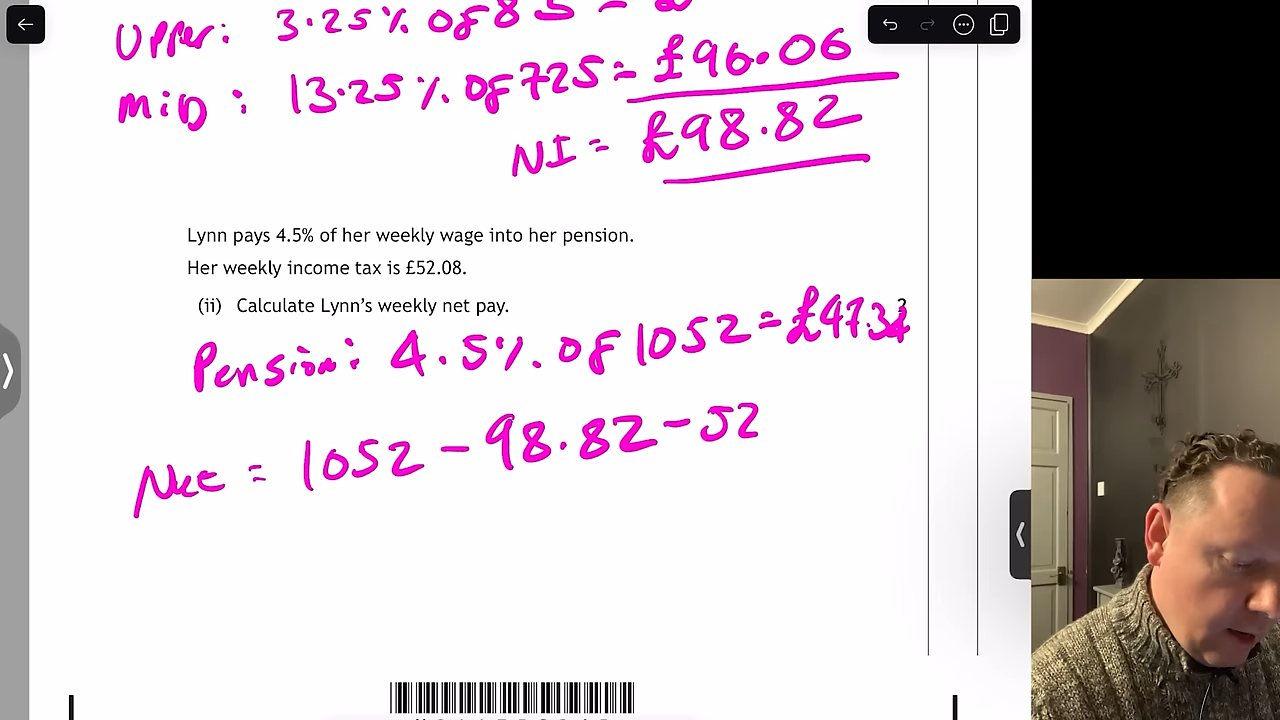 Upper: 3.25% of 85 =
MiD : 13.25% of 725 = £96.06
NI = £98.82
Lynn pays 4.5% of her weekly wage into her pension.
Her weekly income tax is £52.08.
(ii) Calculate Lynn's weekly net pay.
Pension: 4.5% of 1052 = £47.34
Net = 1052 - 98.82 - 52